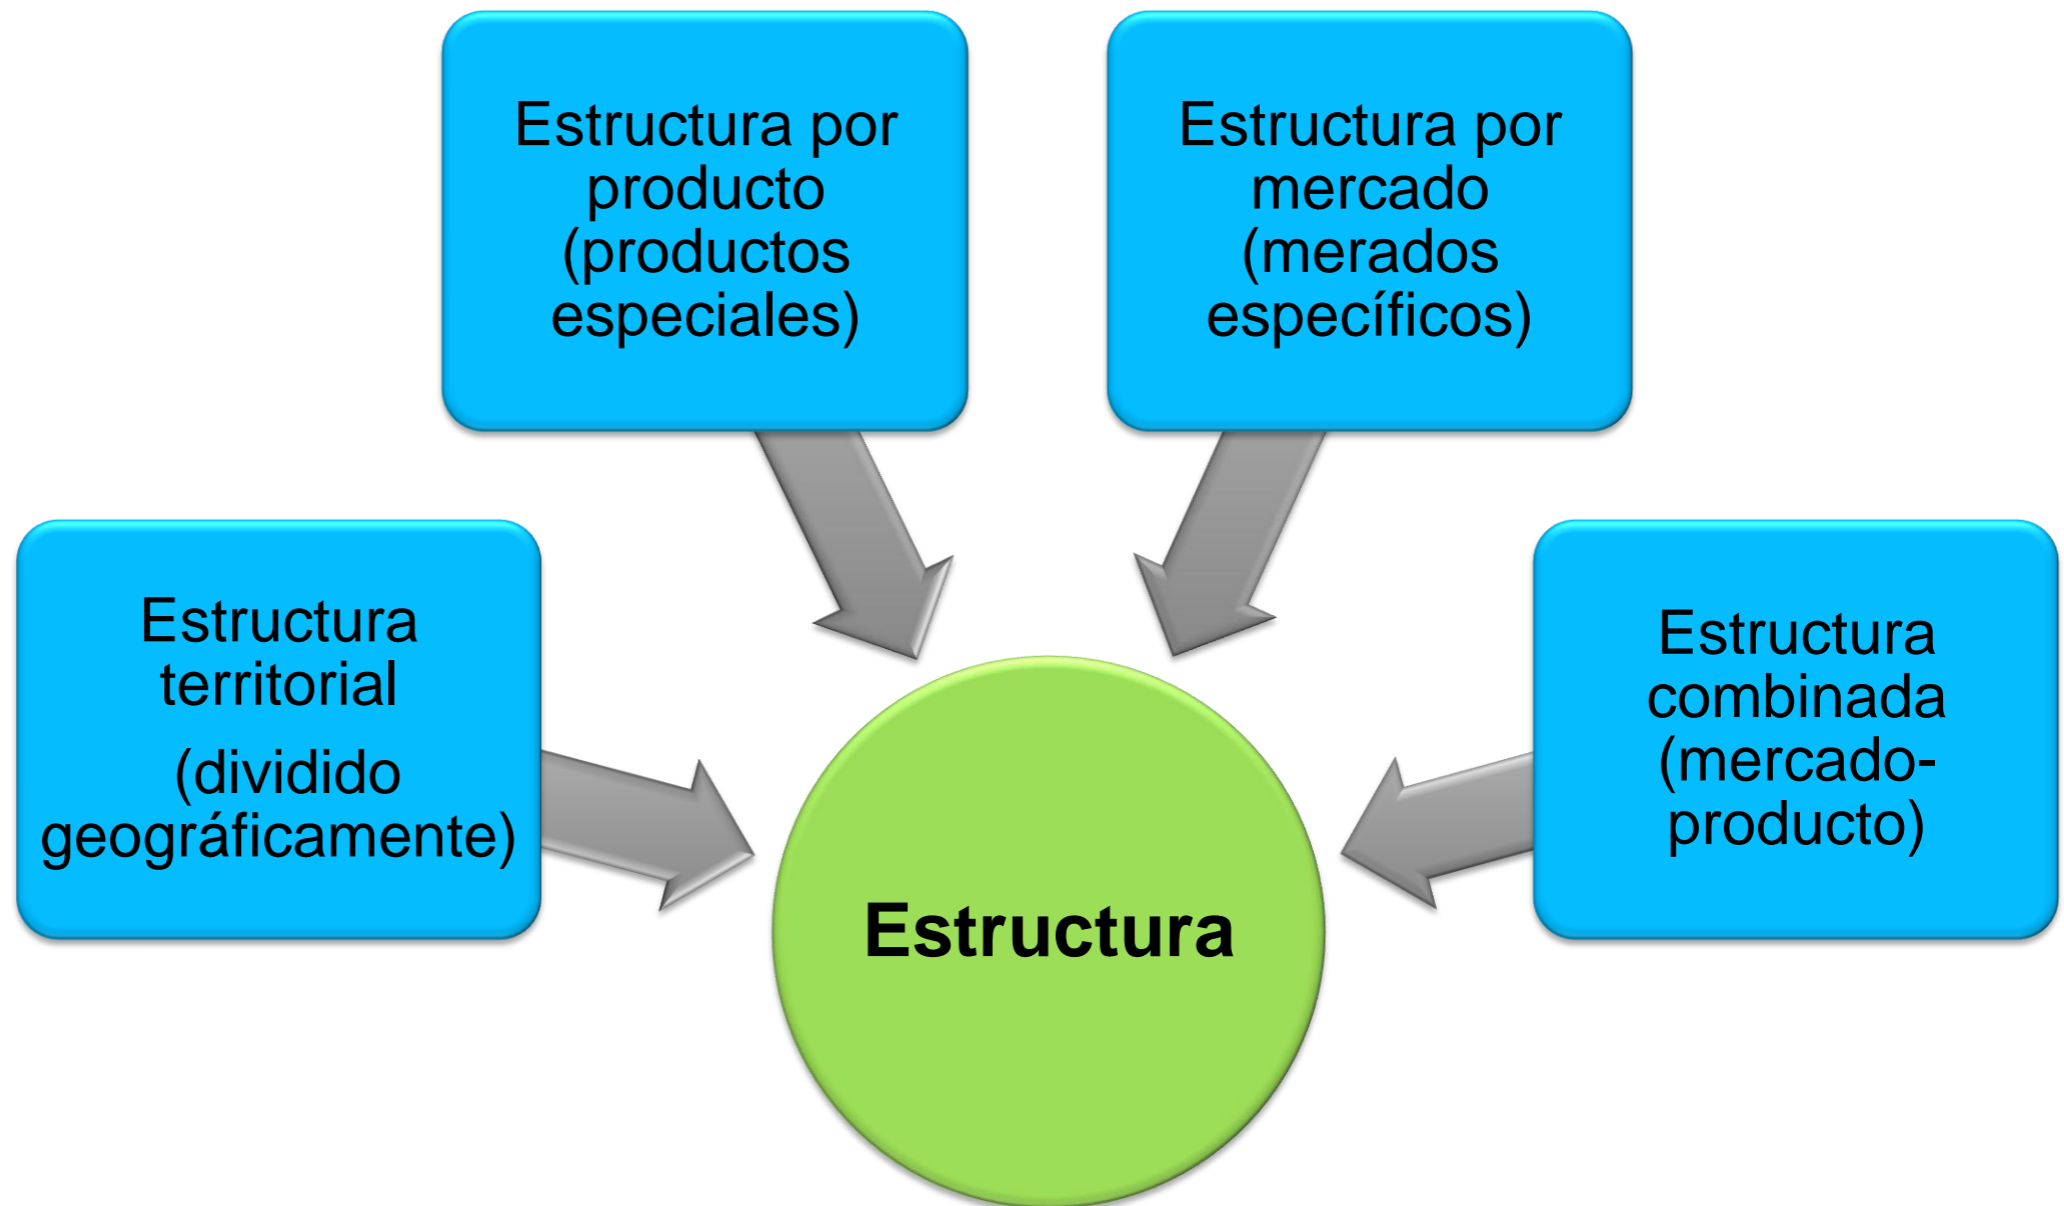 Estructura por
producto
(productos
especiales)
Estructura por
mercado
(merados
específicos)
Estructura
territorial
(dividido
geográficamente)
Estructura
combinada
(mercado-
producto)
Estructura